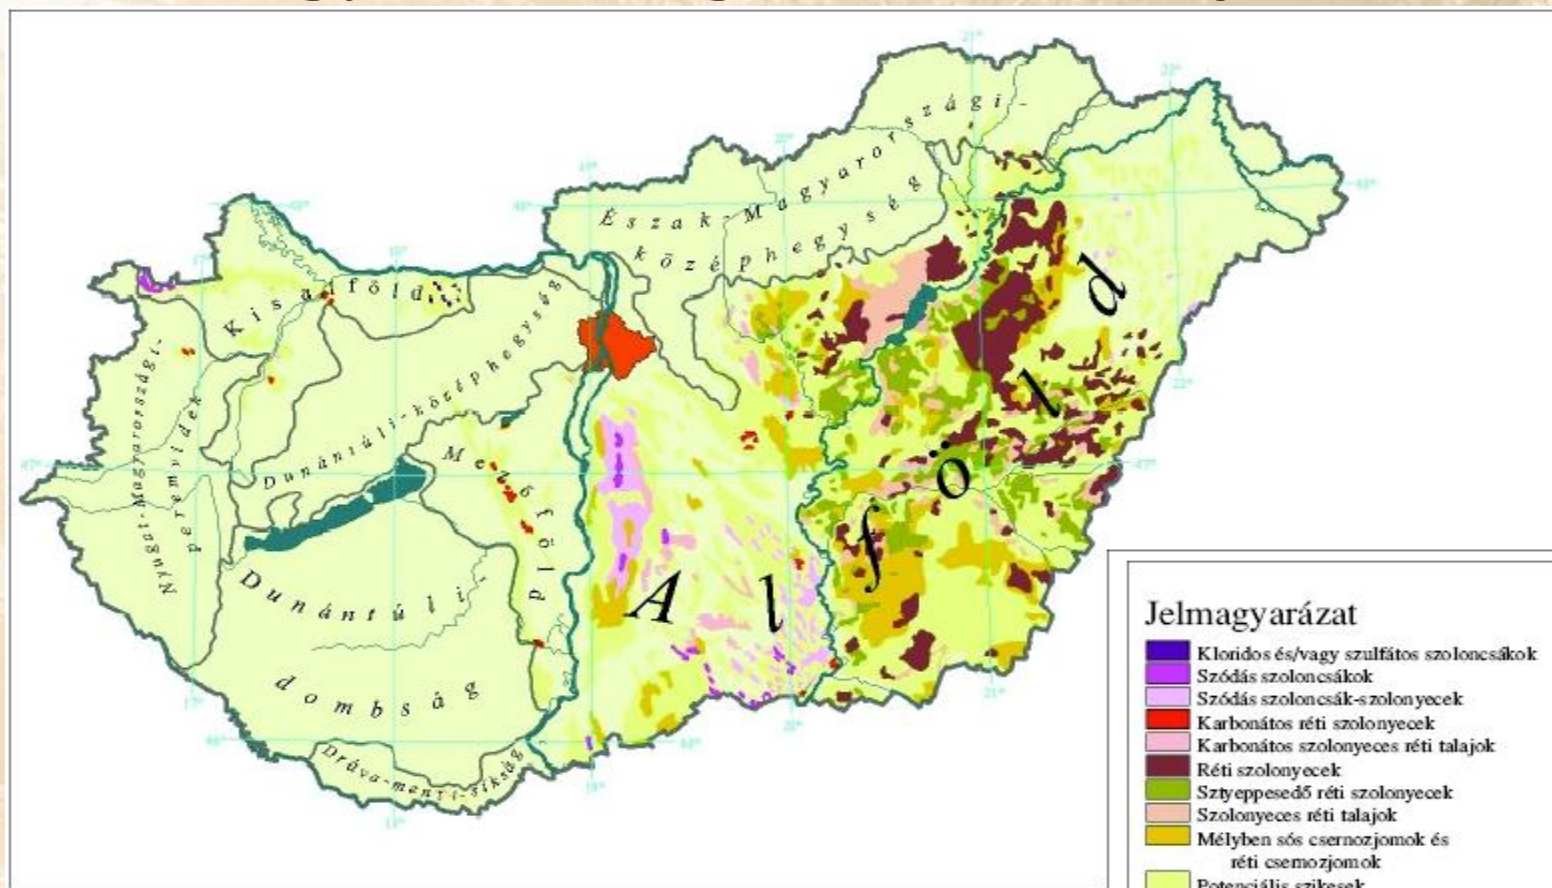 Észak-Magyarországi-
középhegység
Kisalföld
Nyugat-Magyarországi-
peremvidék
Dunántúli-középhegység
Mezőföld
Dunántúli-
dombság
Dráva-menti-síkság
Alföld
Jelmagyarázat
Kloridos és/vagy szulfátos szoloncsákok
Szódás szoloncsákok
Szódás szoloncsák-szolonyecek
Karbonátos réti szolonyecek
Karbonátos szolonyeces réti talajok
Réti szolonyecek
Sztyeppesedő réti szolonyecek
Szolonyeces réti talajok
Mélyben sós csernozjomok és
réti csernozjomok
Potenciális szikesek